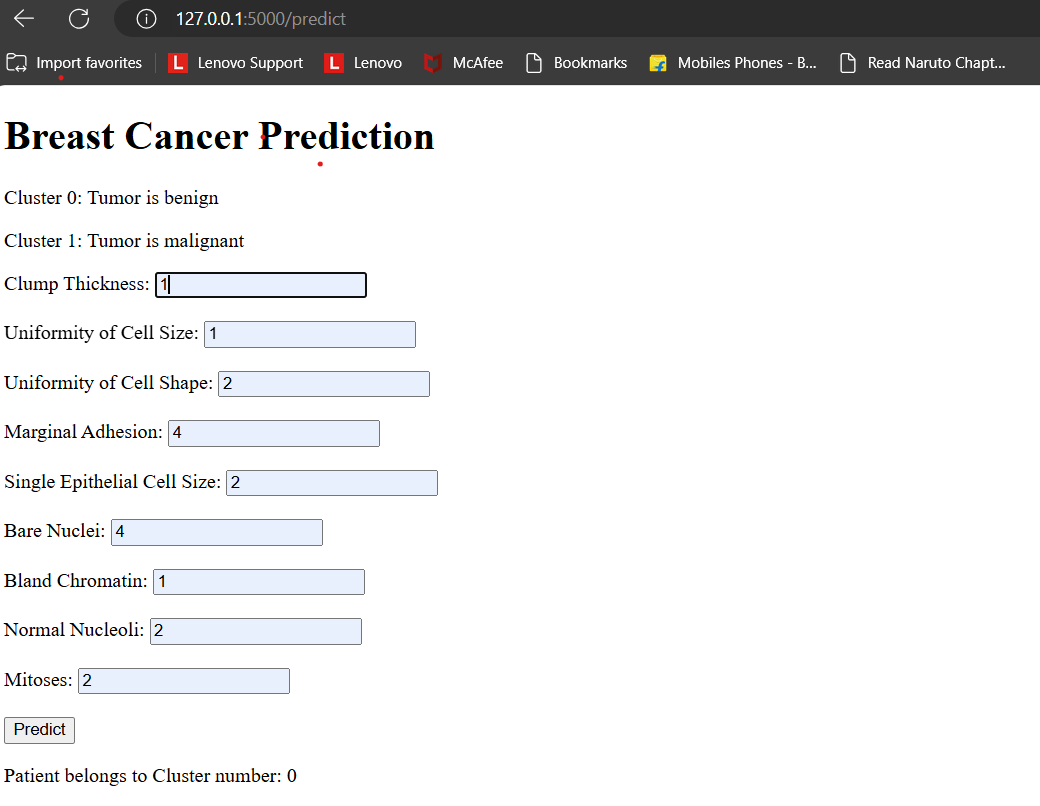 127.0.0.1:5000/predict
Import favorites L Lenovo Support L Lenovo McAfee Bookmarks Mobiles Phones - B... Read Naruto Chapt...
Breast Cancer Prediction
Cluster 0: Tumor is benign
Cluster 1: Tumor is malignant
Clump Thickness: 1
Uniformity of Cell Size: 1
Uniformity of Cell Shape: 2
Marginal Adhesion: 4
Single Epithelial Cell Size: 2
Bare Nuclei: 4
Bland Chromatin: 1
Normal Nucleoli: 2
Mitoses: 2
Predict
Patient belongs to Cluster number: 0